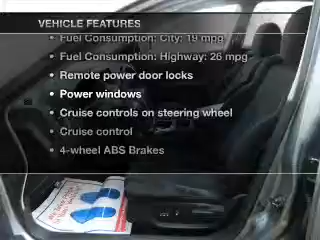 VEHICLE FEATURES
• Fuel Consumption: City: 19 mpg
• Fuel Consumption: Highway: 26 mpg
• Remote power door locks
• Power windows
• Cruise controls on steering wheel
• Cruise control
• 4-wheel ABS Brakes